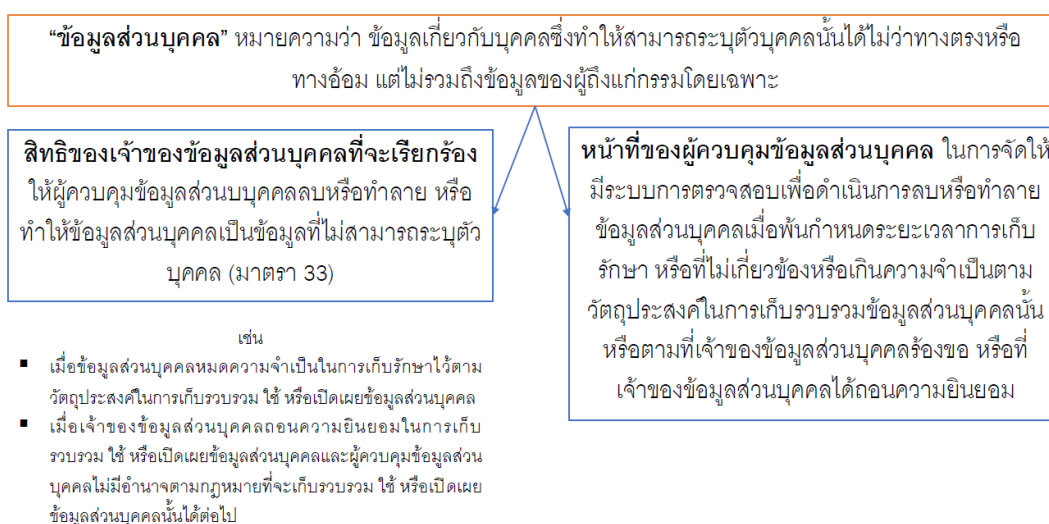 “ข้อมูลส่วนบุคคล” หมายความว่า ข้อมูลเกี่ยวกับบุคคลซึ่งทำให้สามารถระบุตัวบุคคลนั้นได้ไม่ว่าทางตรงหรือ
ทางอ้อม แต่ไม่รวมถึงข้อมูลของผู้ถึงแก่กรรมโดยเฉพาะ
สิทธิของเจ้าของข้อมูลส่วนบุคคลที่จะเรียกร้อง
ให้ผู้ควบคุมข้อมูลส่วนบบุคคลลบหรือทำลาย หรือ
ทำให้ข้อมูลส่วนบุคคลเป็นข้อมูลที่ไม่สามารถระบุตัว
บุคคล (มาตรา 33)
เช่น
▪ เมื่อข้อมูลส่วนบุคคลหมดความจำเป็นในการเก็บรักษาไว้ตาม
วัตถุประสงค์ในการเก็บรวบรวม ใช้ หรือเปิดเผยข้อมูลส่วนบุคคล
▪ เมื่อเจ้าของข้อมูลส่วนบุคคลถอนความยินยอมในการเก็บ
รวบรวม ใช้ หรือเปิดเผยข้อมูลส่วนบุคคลและผู้ควบคุมข้อมูลส่วน
บุคคลไม่มีอำนาจตามกฎหมายที่จะเก็บรวบรวม ใช้ หรือเปิดเผย
ข้อมูลส่วนบุคคลนั้นได้ต่อไป
หน้าที่ของผู้ควบคุมข้อมูลส่วนบุคคล ในการจัดให้
มีระบบการตรวจสอบเพื่อดำเนินการลบหรือทำลาย
ข้อมูลส่วนบุคคลเมื่อพ้นกำหนดระยะเวลาการเก็บ
รักษา หรือที่ไม่เกี่ยวข้องหรือเกินความจำเป็นตาม
วัตถุประสงค์ในการเก็บรวบรวมข้อมูลส่วนบุคคลนั้น
หรือตามที่เจ้าของข้อมูลส่วนบุคคลร้องขอ หรือที่
เจ้าของข้อมูลส่วนบุคคลได้ถอนความยินยอม